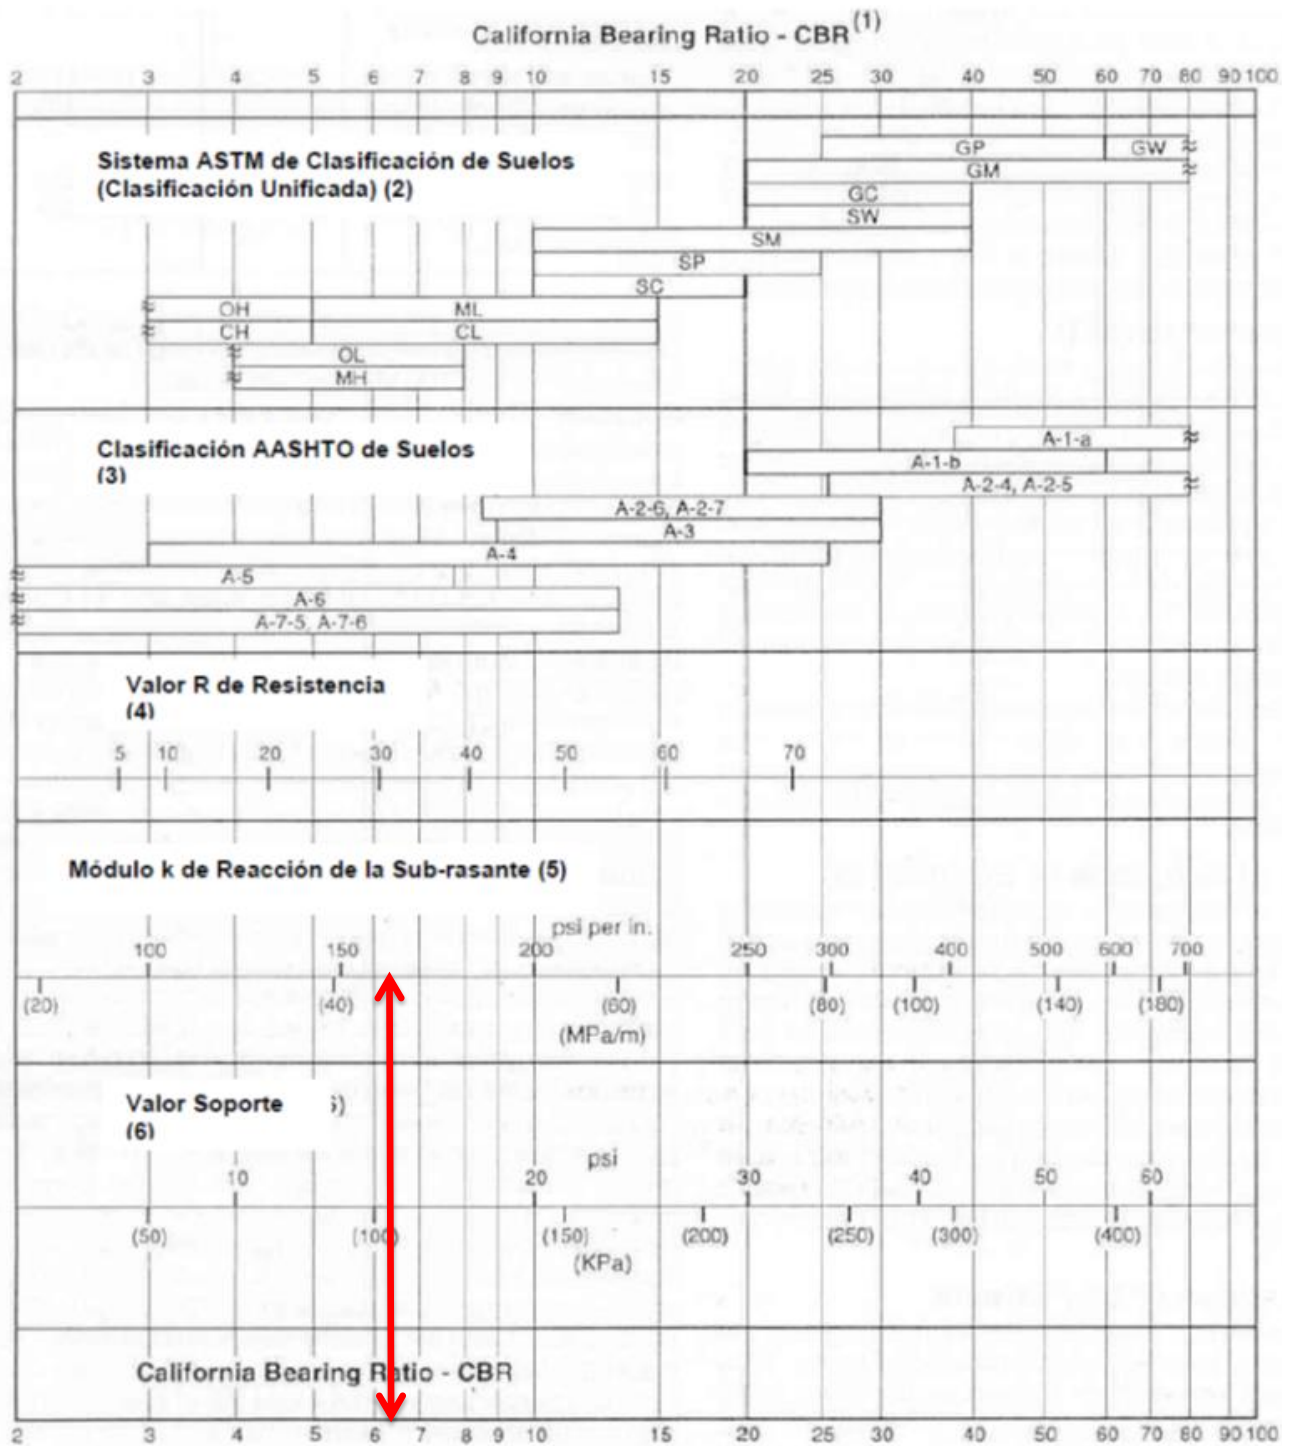 California Bearing Ratio - CBR (1)
2 3 4 5 6 7 8 9 10 15 20 25 30 40 50 60 70 80 90 100
Sistema ASTM de Clasificación de Suelos
(Clasificación Unificada) (2)
GP GW
GM
GC
SW
SM
SP
SC
OH ML
CH CL
OL
MH
Clasificación AASHTO de Suelos
(3)
A-1-a
A-1-b
A-2-4, A-2-5
A-2-6, A-2-7
A-3
A-4
A-5
A-6
A-7-5, A-7-6
Valor R de Resistencia
(4)
5 10 20 30 40 50 60 70
Módulo k de Reacción de la Sub-rasante (5)
psi per in.
100 150 200 250 300 400 500 600 700
(20) (40) (60) (80) (100) (140) (180)
(MPa/m)
Valor Soporte
(6)
psi
10 20 30 40 50 60
(50) (100) (150) (200) (250) (300) (400)
(KPa)
California Bearing Ratio - CBR
2 3 4 5 6 7 8 9 10 15 20 25 30 40 50 60 70 80 90 100